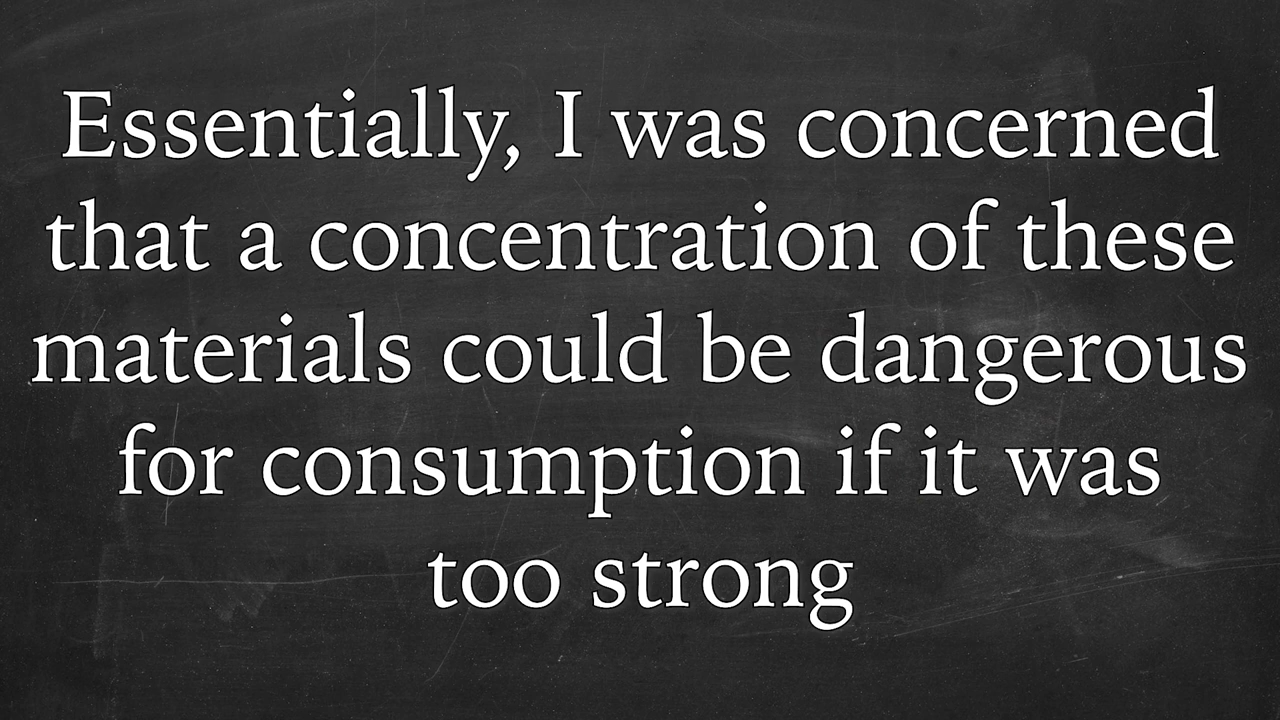 Essentially, I was concerned
that a concentration of these
materials could be dangerous
for consumption if it was
too strong